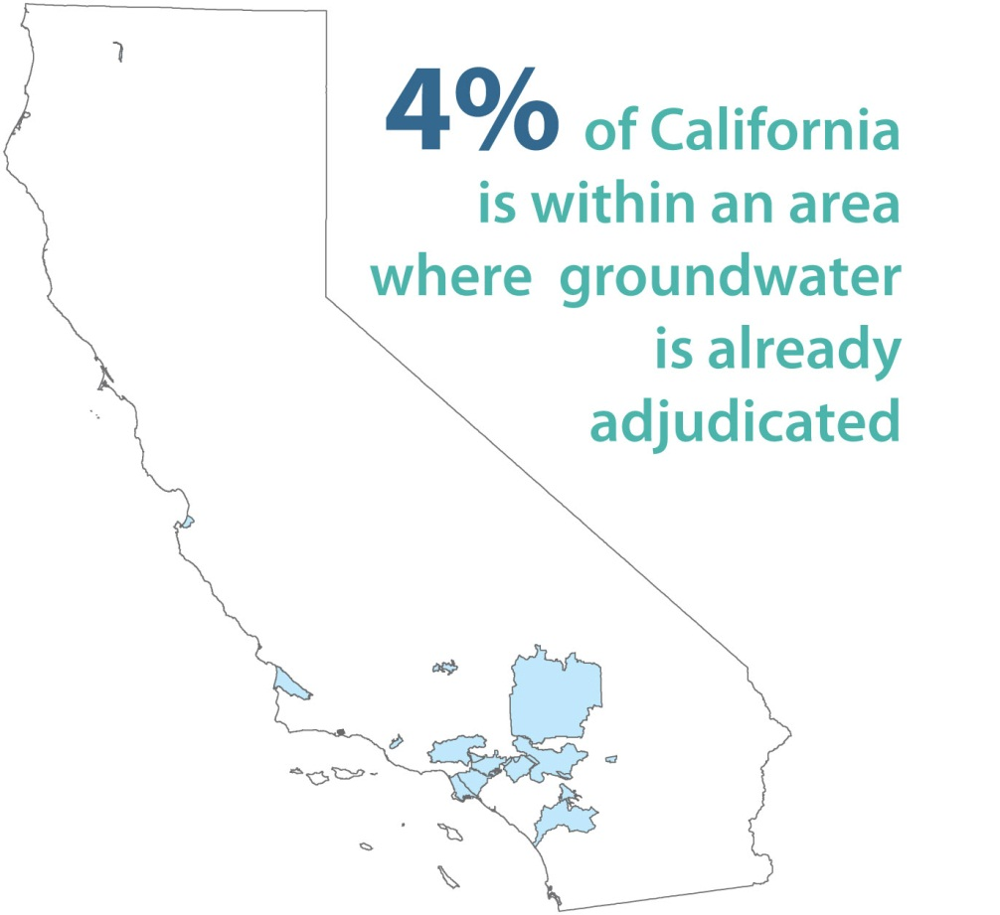 4% of California
is within an area
where groundwater
is already
adjudicated